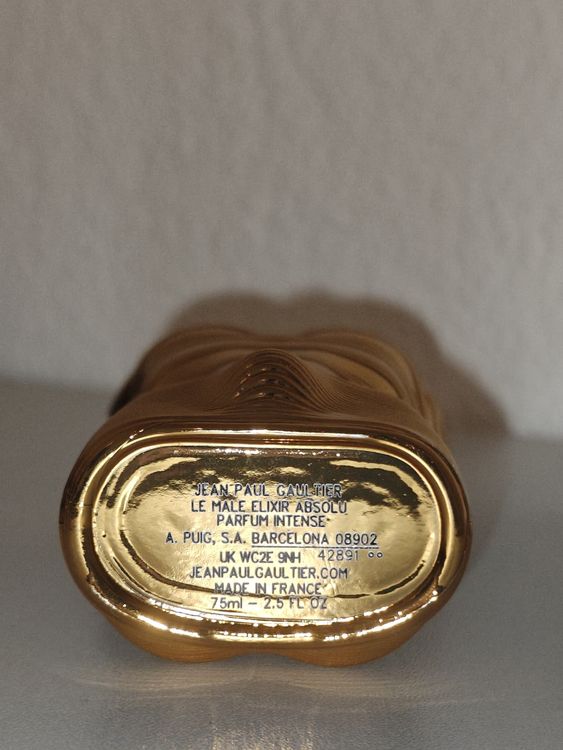 JEAN PAUL GAULTIER
LE MALE ELIXIR ABSOLU
PARFUM INTENSE
A. PUIG, S.A. BARCELONA 08902
UK WC2E 9NH 42891 oo
JEANPAULGAULTIER.COM
MADE IN FRANCE
75ml – 2.5 FL OZ